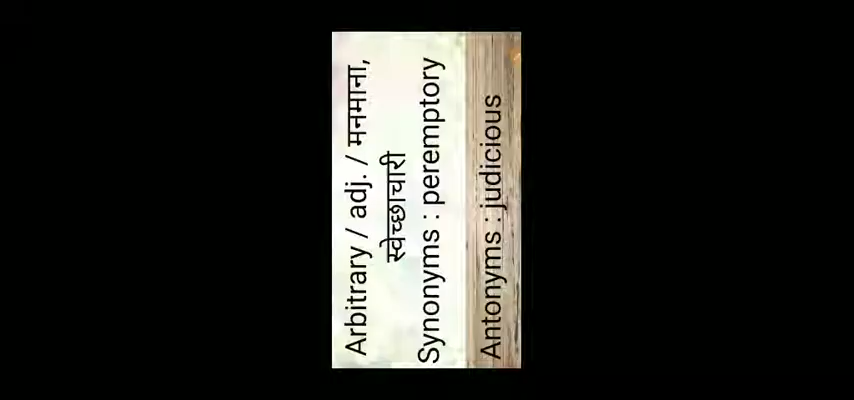 Arbitrary / adj. / मनमाना,
स्वेच्छाचारी
Synonyms : peremptory
Antonyms : judicious